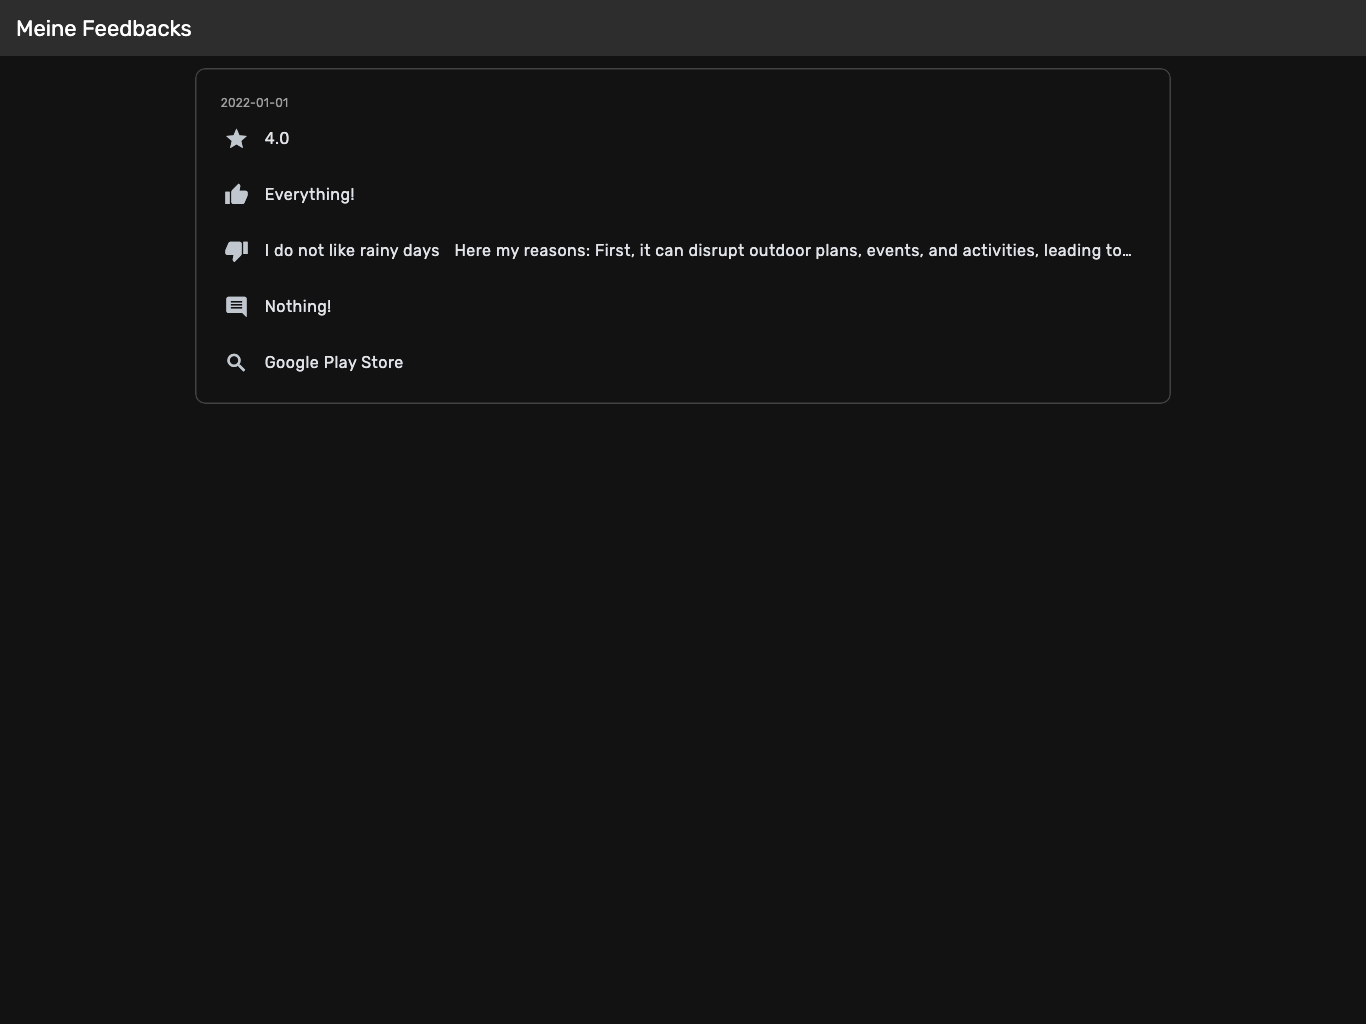 Meine Feedbacks
2022-01-01
4.0
Everything!
I do not like rainy days   Here my reasons: First, it can disrupt outdoor plans, events, and activities, leading to…
Nothing!
Google Play Store